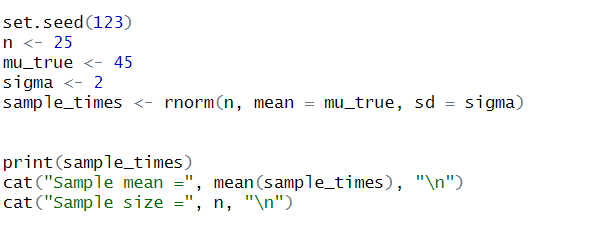 set.seed(123)
n <- 25
mu_true <- 45
sigma <- 2
sample_times <- rnorm(n, mean = mu_true, sd = sigma)
print(sample_times)
cat("Sample mean =", mean(sample_times), "\n")
cat("Sample size =", n, "\n")